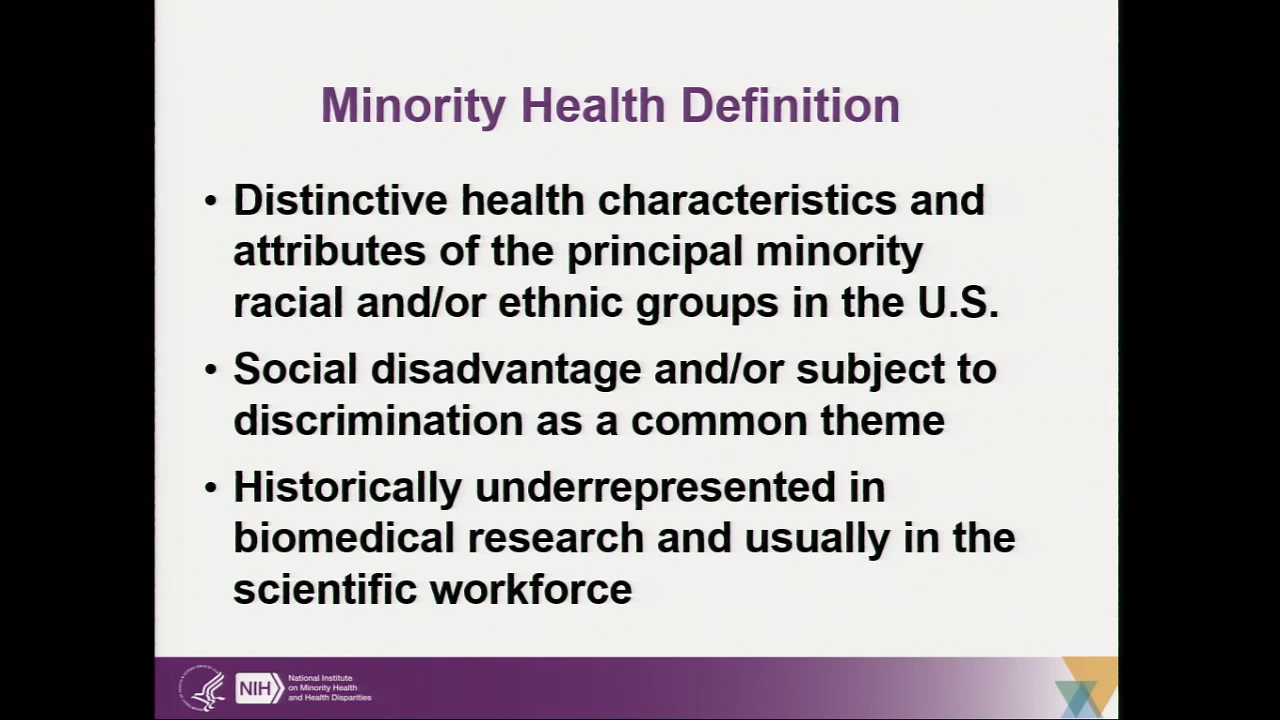 Minority Health Definition
• Distinctive health characteristics and
attributes of the principal minority
racial and/or ethnic groups in the U.S.
• Social disadvantage and/or subject to
discrimination as a common theme
• Historically underrepresented in
biomedical research and usually in the
scientific workforce
NIH
National Institute
on Minority Health
and Health Disparities